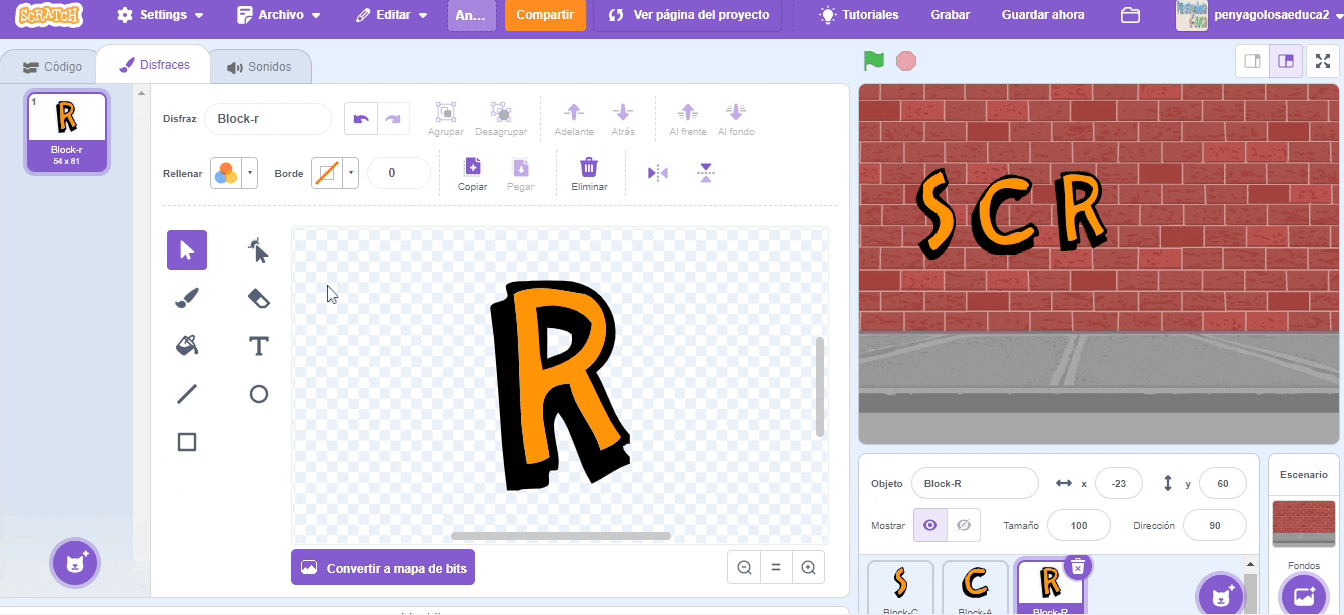 SCRATCH Settings Archivo Editar An... Compartir Ver página del proyecto Tutoriales Grabar Guardar ahora penyagolosaeduca2
Código Disfraces Sonidos
1
R
Block-r
54 x 81
Disfraz Block-r Agrupar Desagrupar Adelante Atrás Al frente Al fondo
Rellenar Borde 0 Copiar Pegar Eliminar
T
R
Convertir a mapa de bits
=
S C R
Objeto Block-R x -23 y 60
Mostrar Tamaño 100 Dirección 90
S C R
Block-C Block-A Block-R
Escenario
Fondos